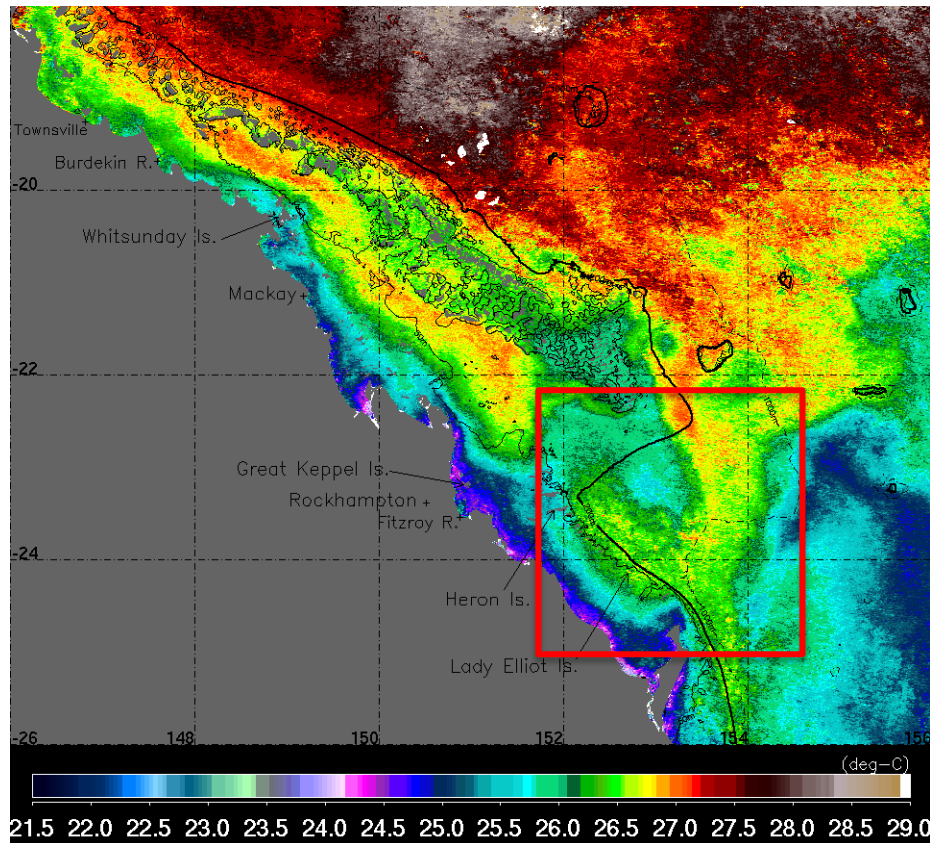 1000m
Townsville
Burdekin R.
-20
Whitsunday Is.
Mackay
-22
Great Keppel Is.
Rockhampton
Fitzroy R.
-24
Heron Is.
Lady Elliot Is.
-26 148 150 152 154 156
(deg-C)
21.5 22.0 22.5 23.0 23.5 24.0 24.5 25.0 25.5 26.0 26.5 27.0 27.5 28.0 28.5 29.0